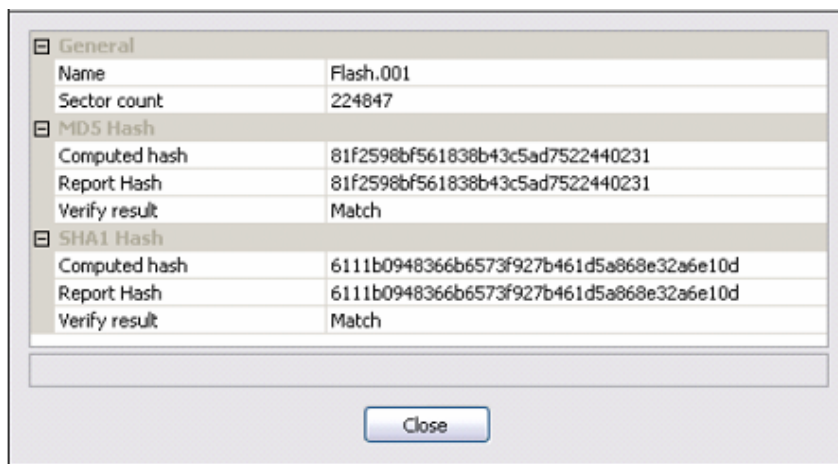 General
Name Flash.001
Sector count 224847
MD5 Hash
Computed hash 81f2598bf561838b43c5ad7522440231
Report Hash 81f2598bf561838b43c5ad7522440231
Verify result Match
SHA1 Hash
Computed hash 6111b0948366b6573f927b461d5a868e32a6e10d
Report Hash 6111b0948366b6573f927b461d5a868e32a6e10d
Verify result Match
Close